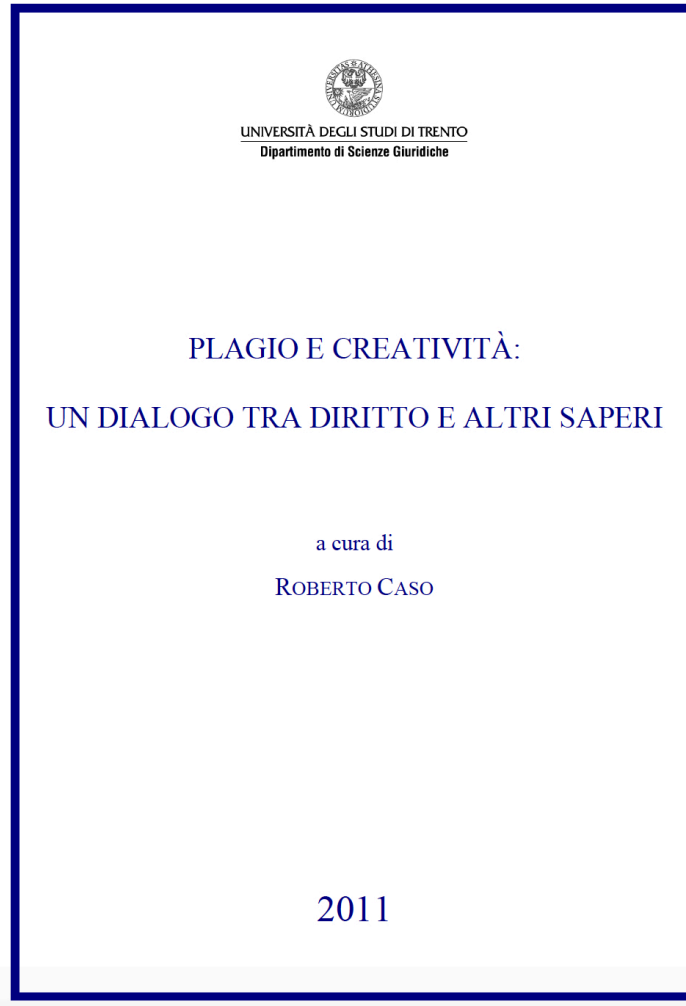 UNIVERSITÀ DEGLI STUDI DI TRENTO
Dipartimento di Scienze Giuridiche
PLAGIO E CREATIVITÀ:
UN DIALOGO TRA DIRITTO E ALTRI SAPERI
a cura di
ROBERTO CASO
2011